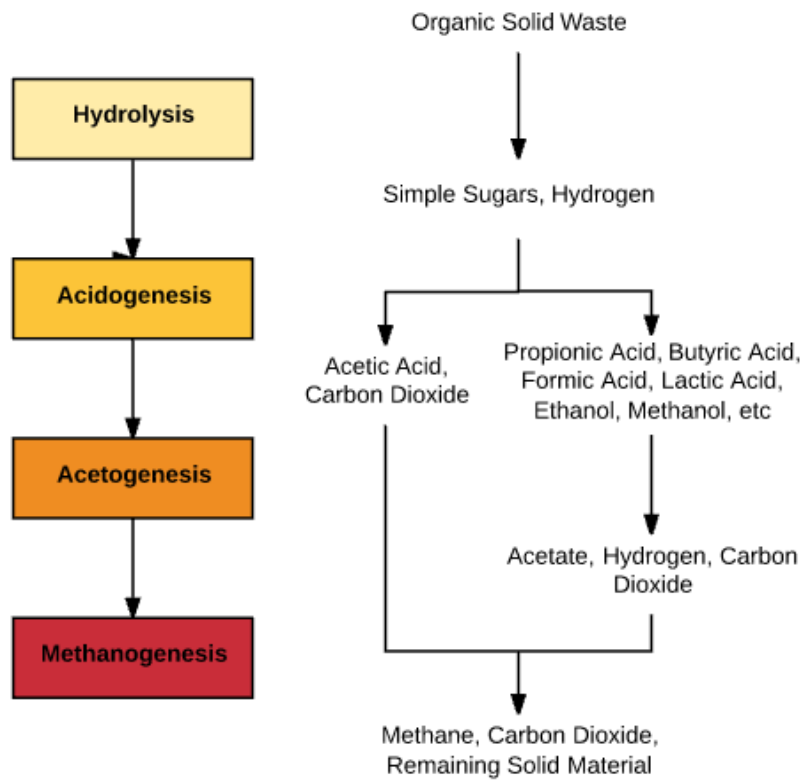 Organic Solid Waste
Hydrolysis
Simple Sugars, Hydrogen
Acidogenesis
Acetic Acid,
Carbon Dioxide
Propionic Acid, Butyric Acid,
Formic Acid, Lactic Acid,
Ethanol, Methanol, etc
Acetogenesis
Acetate, Hydrogen, Carbon
Dioxide
Methanogenesis
Methane, Carbon Dioxide,
Remaining Solid Material